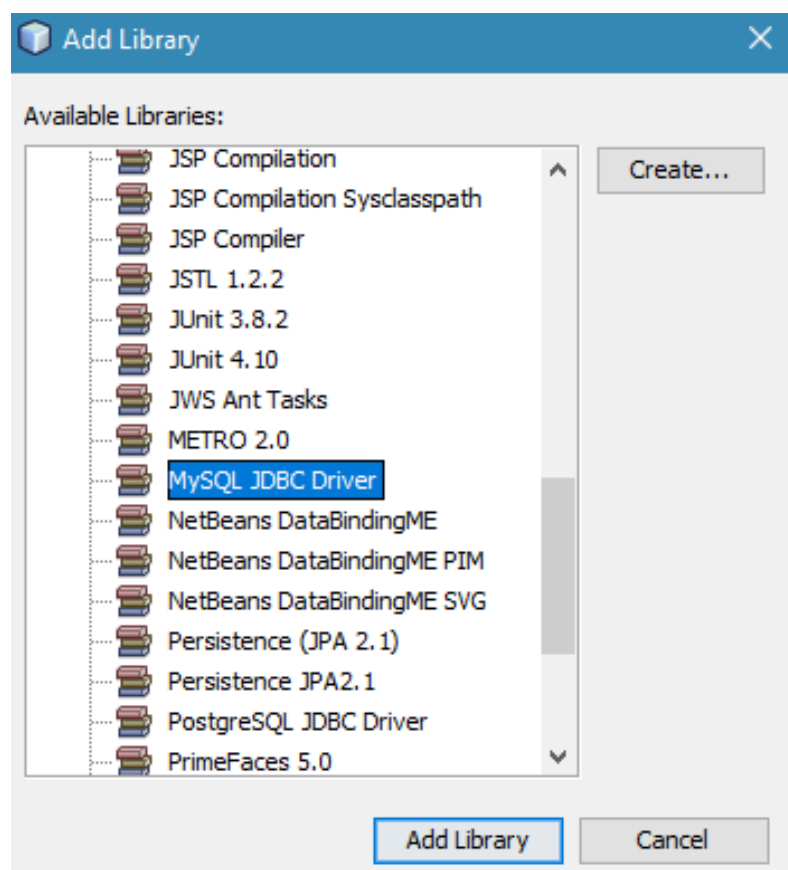 Add Library
Available Libraries:
JSP Compilation
Create...
JSP Compilation Sysclasspath
JSP Compiler
JSTL 1.2.2
JUnit 3.8.2
JUnit 4.10
JWS Ant Tasks
METRO 2.0
MySQL JDBC Driver
NetBeans DataBindingME
NetBeans DataBindingME PIM
NetBeans DataBindingME SVG
Persistence (JPA 2.1)
Persistence JPA2.1
PostgreSQL JDBC Driver
PrimeFaces 5.0
Add Library Cancel